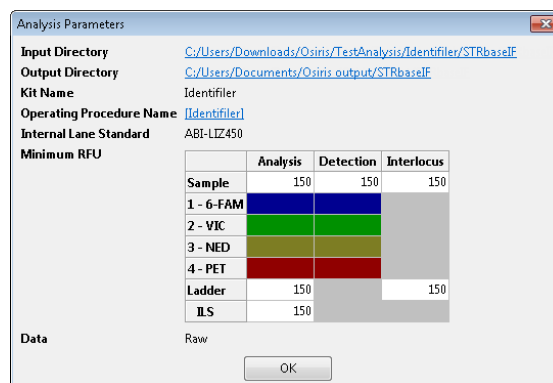 Analysis Parameters
Input Directory C:/Users/Downloads/Osiris/TestAnalysis/Identifiler/STRbaseIF
Output Directory C:/Users/Documents/Osiris output/STRbaseIF
Kit Name Identifiler
Operating Procedure Name [Identifiler]
Internal Lane Standard ABI-LIZ450
Minimum RFU
Analysis Detection Interlocus
Sample 150 150 150
1 - 6-FAM
2 - VIC
3 - NED
4 - PET
Ladder 150 150
ILS 150
Data Raw
OK